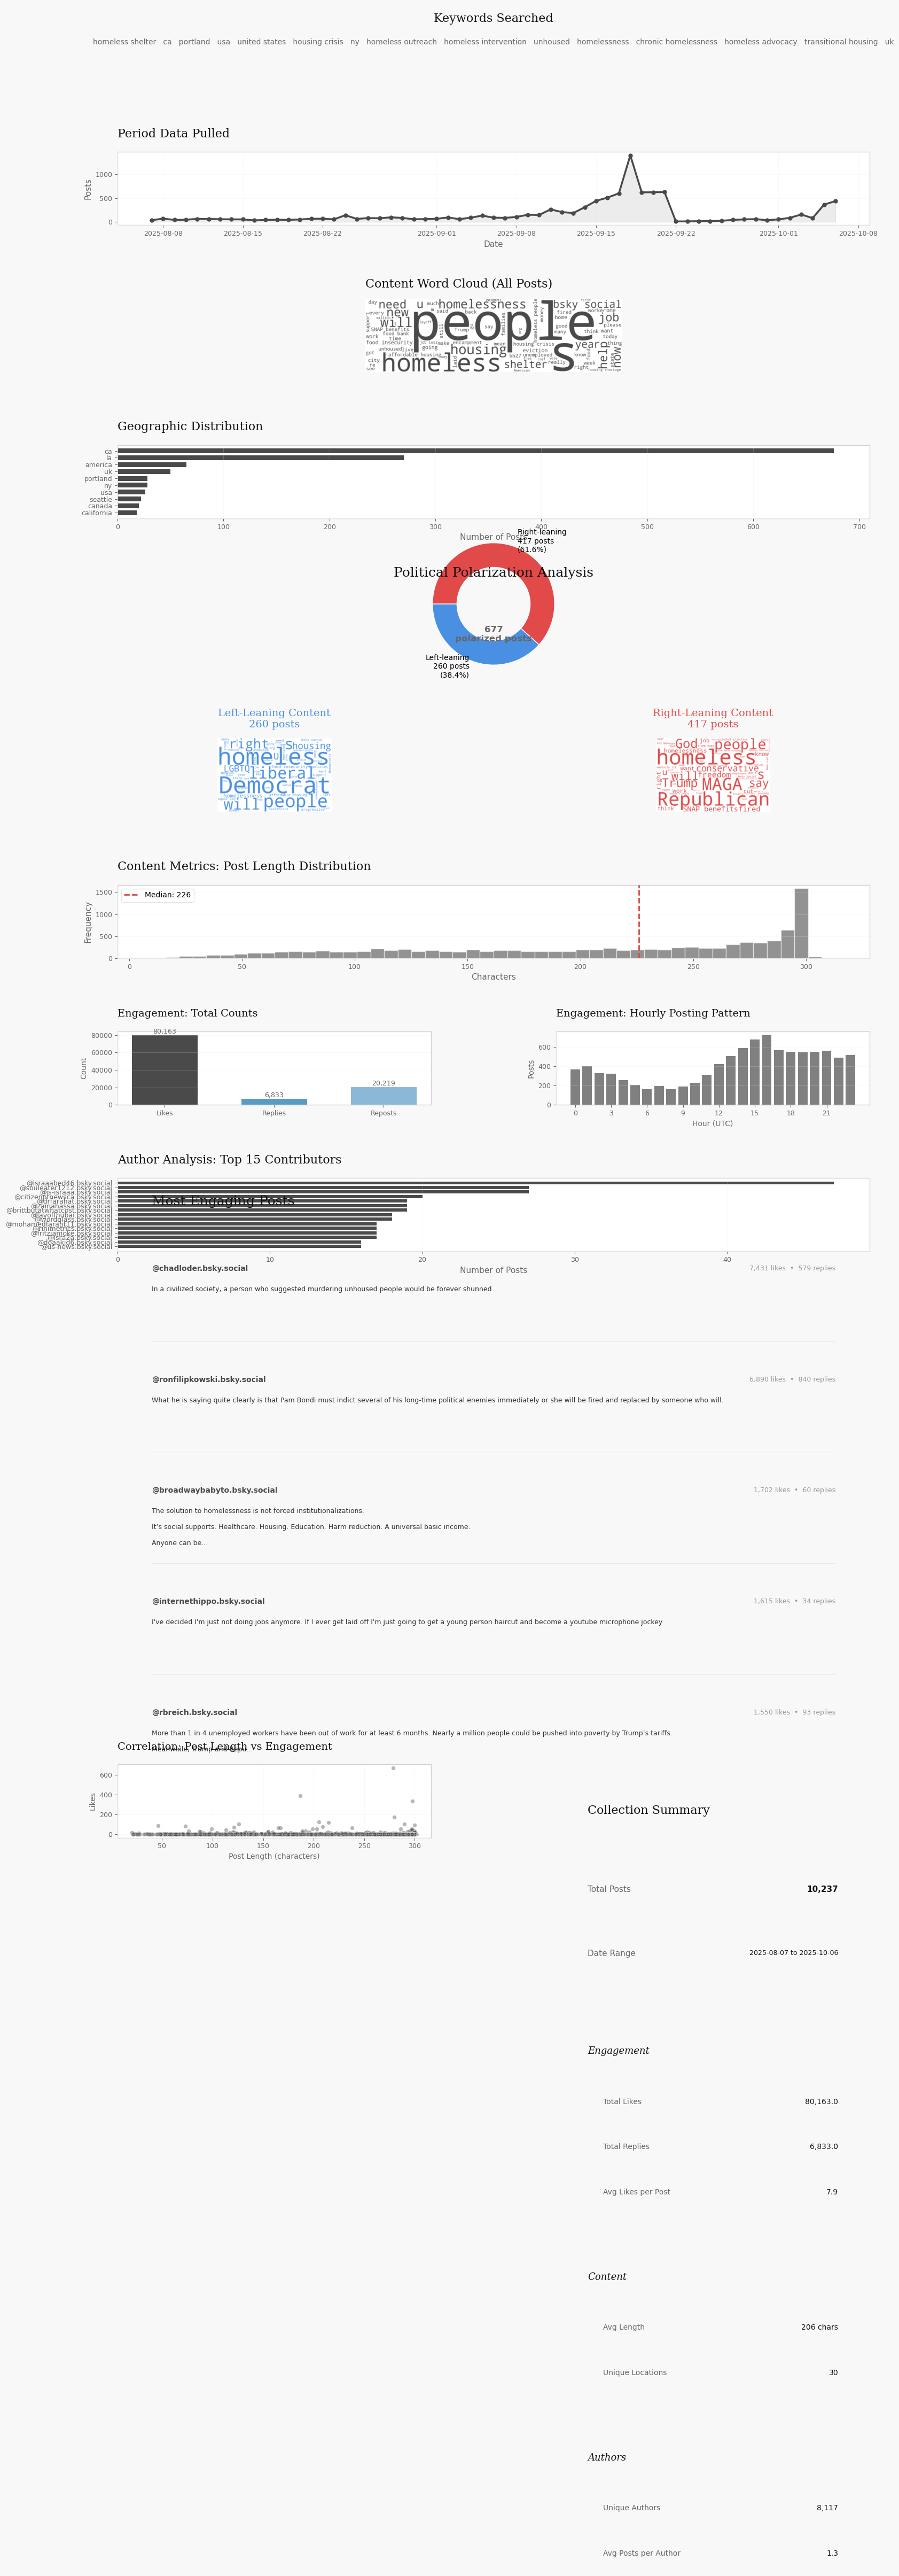 Keywords Searched
homeless shelter ca portland usa united states housing crisis ny homeless outreach homeless intervention unhoused homelessness chronic homelessness homeless advocacy transitional housing uk
Period Data Pulled
Posts
1000
500
0
2025-08-08 2025-08-15 2025-08-22 2025-09-01 2025-09-08 2025-09-15 2025-09-22 2025-10-01 2025-10-08
Date
Content Word Cloud (All Posts)
need u homelessness bsky social
new
will people job
year
housing
homeless shelter s help now
Geographic Distribution
ca
la
america
uk
portland
ny
usa
seattle
canada
california
0 100 200 300 400 500 600 700
Number of Posts
Right-leaning
417 posts
(61.6%)
Political Polarization Analysis
677
polarized posts
Left-leaning
260 posts
(38.4%)
Left-Leaning Content
260 posts
right s housing
homeless
LGBTQ liberal
Democrat
homelessness
will people
Right-Leaning Content
417 posts
God job people
homelessness
homeless
want conservative
u will freedom s
Trump MAGA say
work cut
Republican
think SNAP benefits fired
Content Metrics: Post Length Distribution
Median: 226
Frequency
1500
1000
500
0
0 50 100 150 200 250 300
Characters
Engagement: Total Counts
Count
80000
60000
40000
20000
0
80,163
6,833
20,219
Likes Replies Reposts
Engagement: Hourly Posting Pattern
Posts
600
400
200
0
0 3 6 9 12 15 18 21
Hour (UTC)
Author Analysis: Top 15 Contributors
@israaabed46.bsky.social
@us-news.bsky.social
0 10 20 30 40
Number of Posts
Most Engaging Posts
@chadloder.bsky.social
7,431 likes • 579 replies
In a civilized society, a person who suggested murdering unhoused people would be forever shunned
@ronfilipkowski.bsky.social
6,890 likes • 840 replies
What he is saying quite clearly is that Pam Bondi must indict several of his long-time political enemies immediately or she will be fired and replaced by someone who will.
@broadwaybabyto.bsky.social
1,702 likes • 60 replies
The solution to homelessness is not forced institutionalizations.
It's social supports. Healthcare. Housing. Education. Harm reduction. A universal basic income.
Anyone can be...
@internethippo.bsky.social
1,615 likes • 34 replies
I've decided I'm just not doing jobs anymore. If I ever get laid off I'm just going to get a young person haircut and become a youtube microphone jockey
@rbreich.bsky.social
1,550 likes • 93 replies
More than 1 in 4 unemployed workers have been out of work for at least 6 months. Nearly a million people could be pushed into poverty by Trump's tariffs.
Correlation: Post Length vs Engagement
Likes
600
400
200
0
50 100 150 200 250 300
Post Length (characters)
Collection Summary
Total Posts 10,237
Date Range 2025-08-07 to 2025-10-06
Engagement
Total Likes 80,163.0
Total Replies 6,833.0
Avg Likes per Post 7.9
Content
Avg Length 206 chars
Unique Locations 30
Authors
Unique Authors 8,117
Avg Posts per Author 1.3